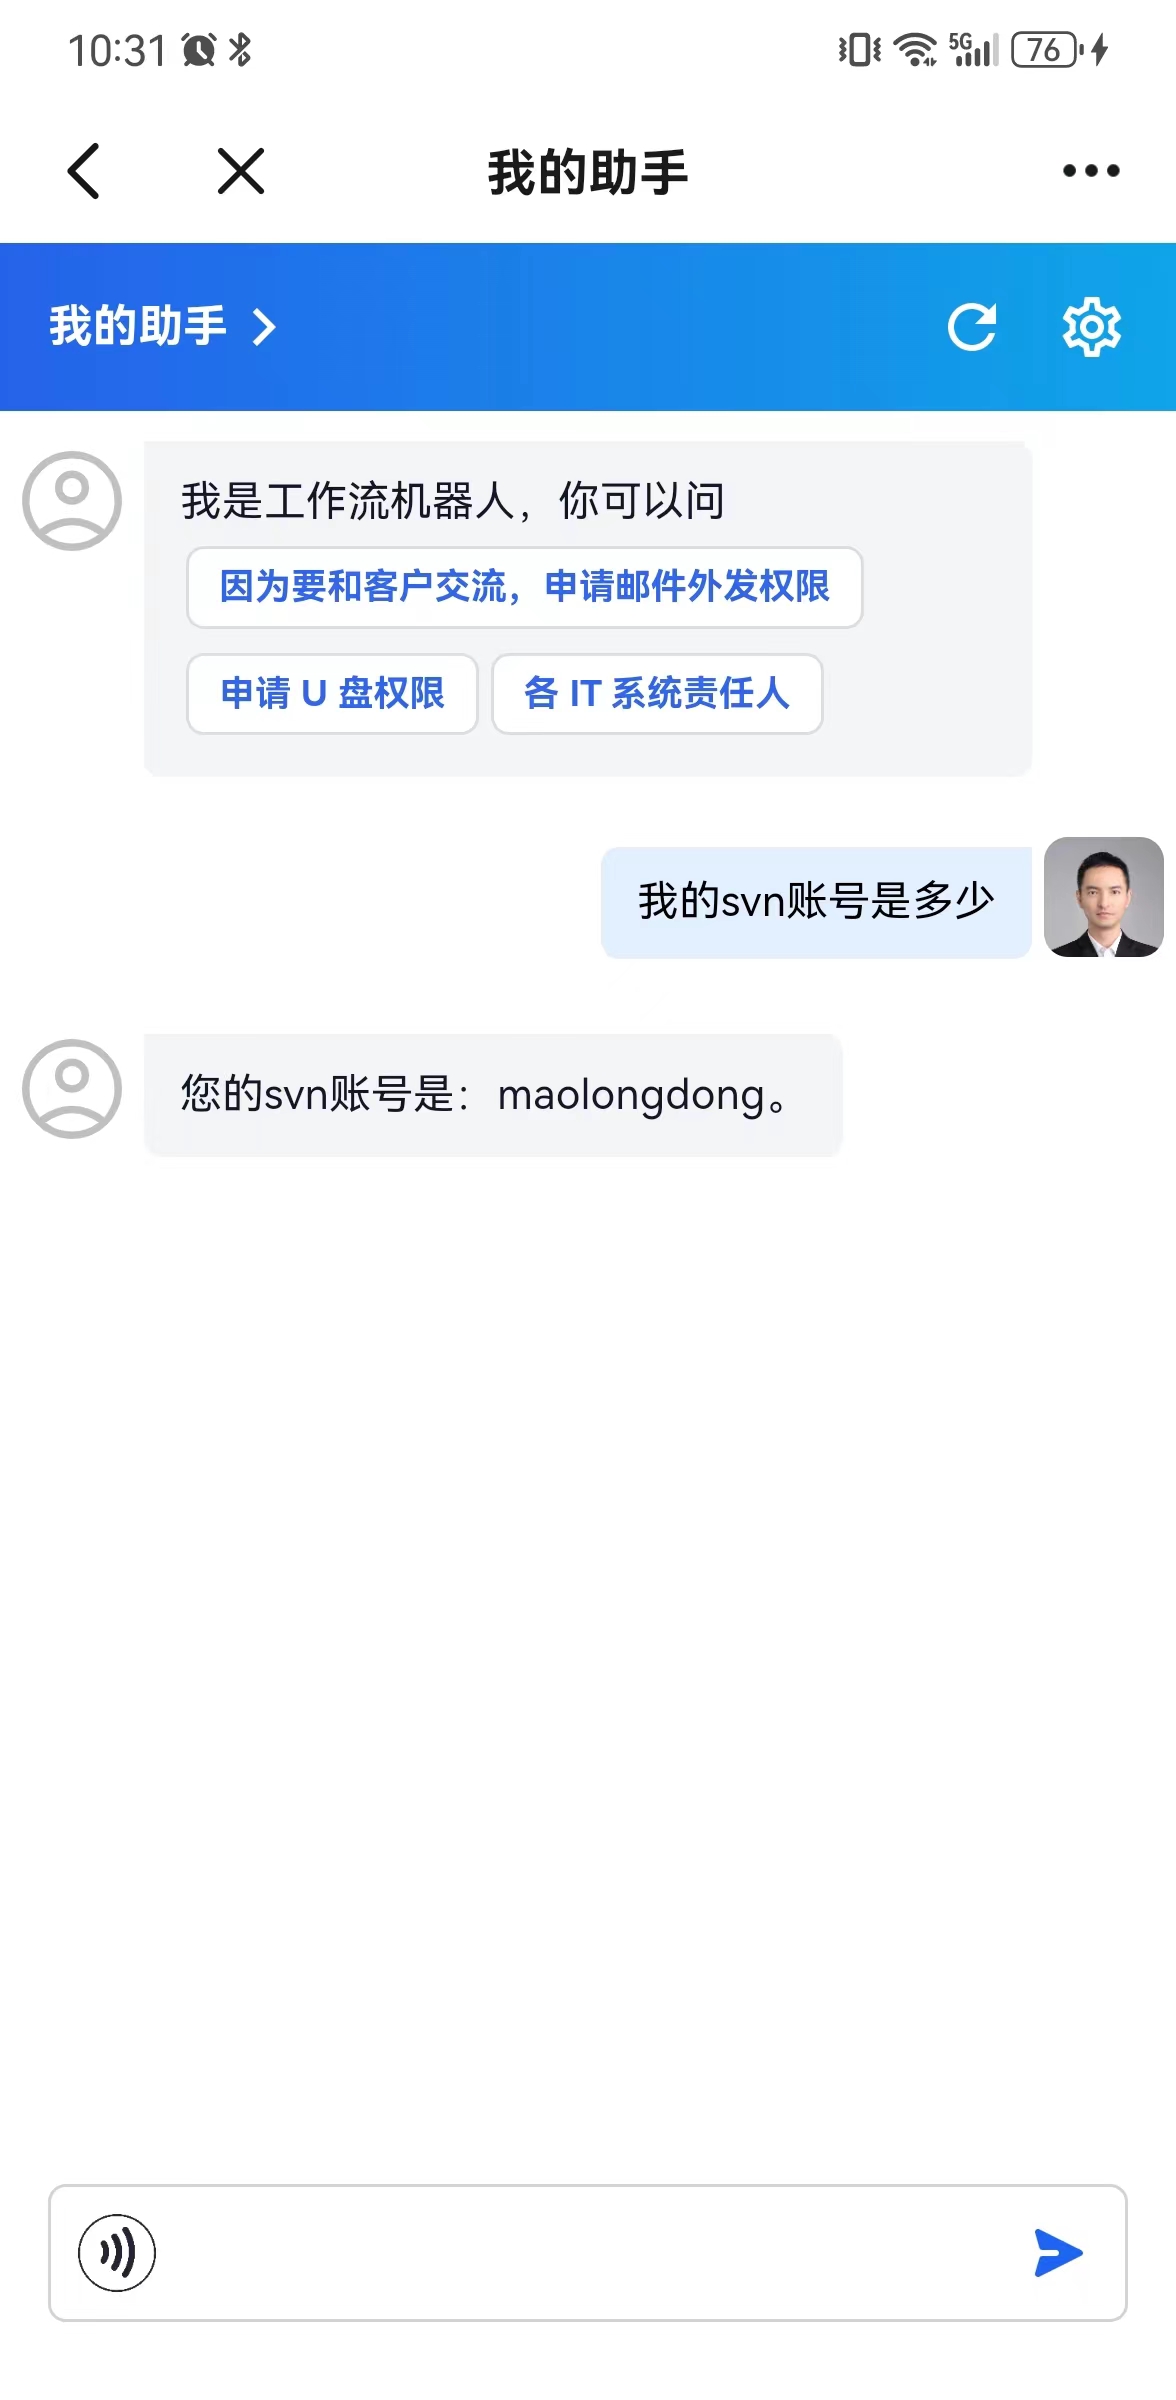 10:31
5G
76
我的助手
我的助手
我是工作流机器人，你可以问
因为要和客户交流，申请邮件外发权限
申请 U 盘权限
各 IT 系统责任人
我的svn账号是多少
您的svn账号是：maolongdong。